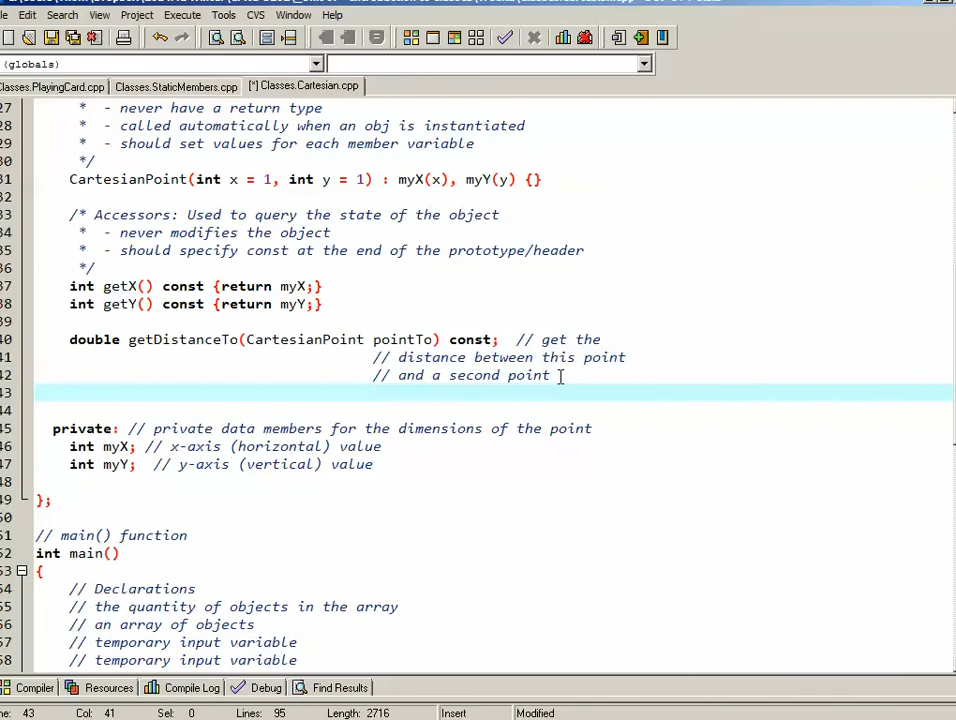 Edit Search View Project Execute Tools CVS Window Help
(globals)
Classes.PlayingCard.cpp Classes.StaticMembers.cpp [*] Classes.Cartesian.cpp
27 * - never have a return type
28 * - called automatically when an obj is instantiated
29 * - should set values for each member variable
30 */
31 CartesianPoint(int x = 1, int y = 1) : myX(x), myY(y) {}
32
33 /* Accessors: Used to query the state of the object
34 * - never modifies the object
35 * - should specify const at the end of the prototype/header
36 */
37 int getX() const {return myX;}
38 int getY() const {return myY;}
39
40 double getDistanceTo(CartesianPoint pointTo) const; // get the
41 // distance between this point
42 // and a second point
43
44
45 private: // private data members for the dimensions of the point
46 int myX; // x-axis (horizontal) value
47 int myY; // y-axis (vertical) value
48
49 };
50
51 // main() function
52 int main()
53 {
54 // Declarations
55 // the quantity of objects in the array
56 // an array of objects
57 // temporary input variable
58 // temporary input variable
Compiler Resources Compile Log Debug Find Results
ne: 43 Col: 41 Sel: 0 Lines: 95 Length: 2716 Insert Modified